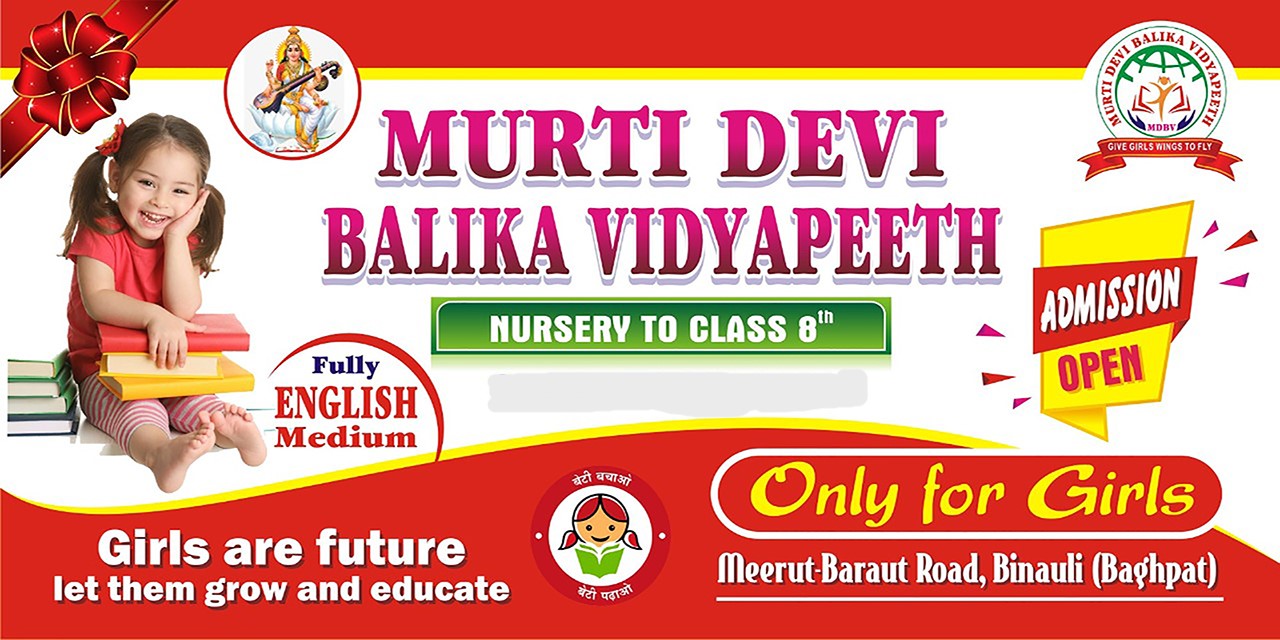 MURTI DEVI BALIKA VIDYAPEETH
MDBV
GIVE GIRLS WINGS TO FLY
MURTI DEVI
BALIKA VIDYAPEETH
NURSERY TO CLASS 8th
ADMISSION
OPEN
Fully
ENGLISH
Medium
Only for Girls
Meerut-Baraut Road, Binauli (Baghpat)
बेटी बचाओ
बेटी पढ़ाओ
Girls are future
let them grow and educate